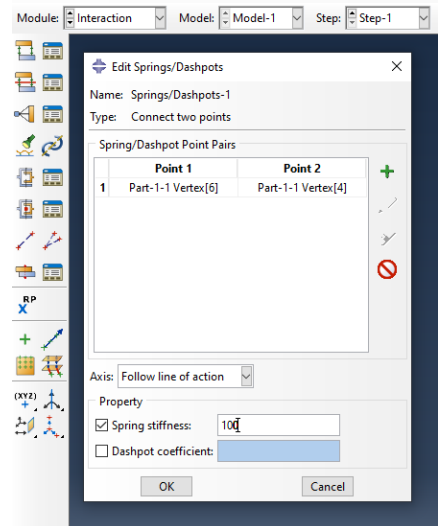 Module: Interaction Model: Model-1 Step: Step-1
Edit Springs/Dashpots
Name: Springs/Dashpots-1
Type: Connect two points
Spring/Dashpot Point Pairs
Point 1 Point 2
1 Part-1-1 Vertex[6] Part-1-1 Vertex[4]
Axis: Follow line of action
Property
Spring stiffness: 100
Dashpot coefficient:
OK Cancel
RP
(XYZ)